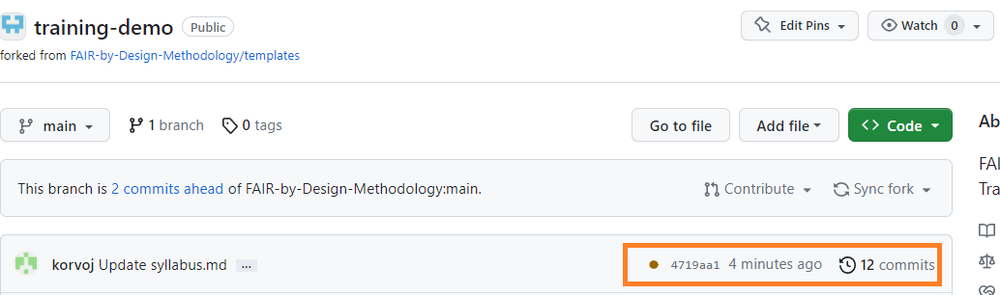 training-demo Public Edit Pins Watch 0
forked from FAIR-by-Design-Methodology/templates
main 1 branch 0 tags Go to file Add file Code
Ab
This branch is 2 commits ahead of FAIR-by-Design-Methodology:main. Contribute Sync fork
FAI
Tra
korvoj Update syllabus.md ... 4719aa1 4 minutes ago 12 commits